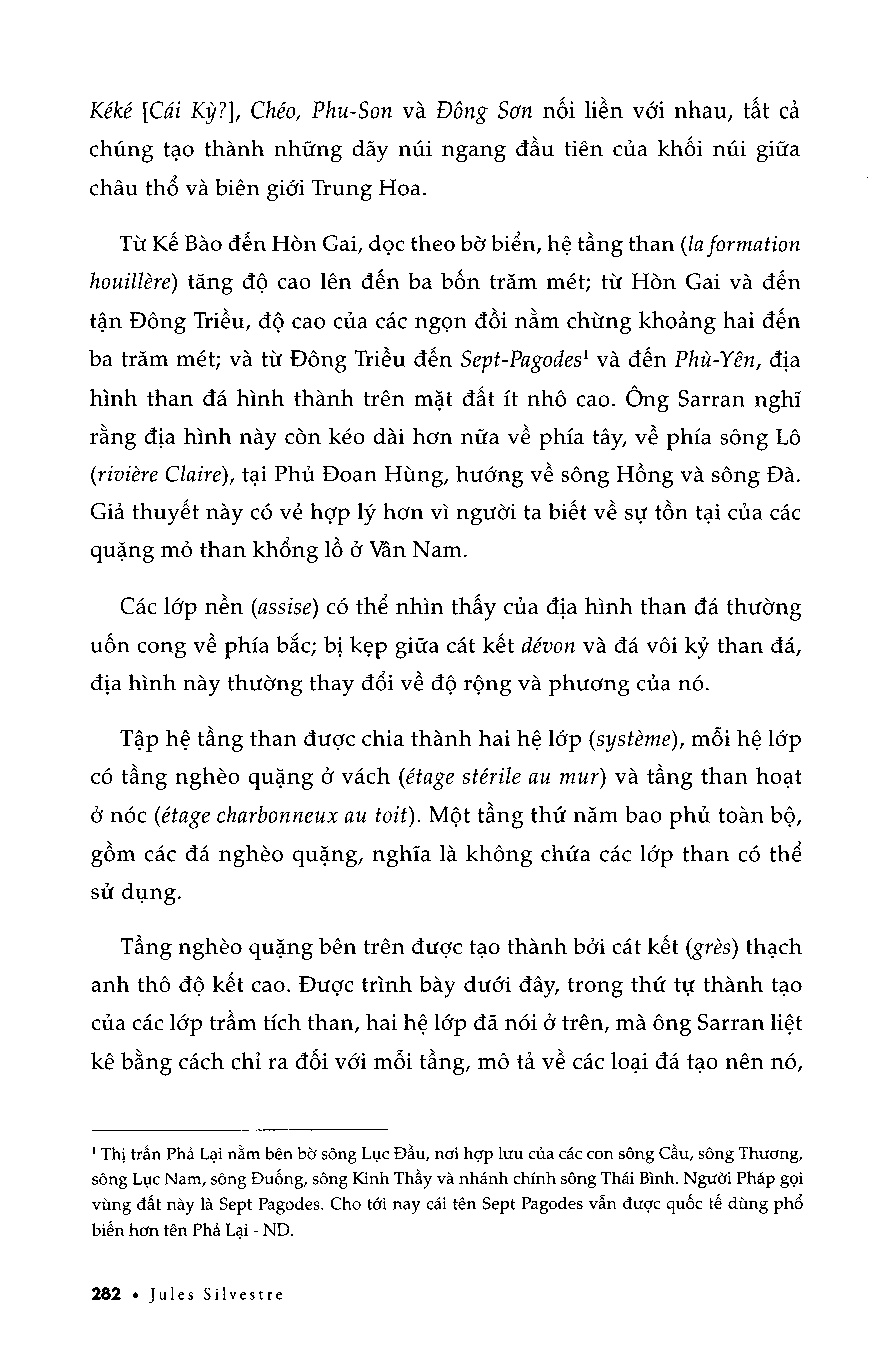 Kéké [Cái Kỳ?], Chéo, Phu-Son và Đông Sơn nối liền với nhau, tất cả
chúng tạo thành những dãy núi ngang đầu tiên của khối núi giữa
châu thổ và biên giới Trung Hoa.
Từ Kế Bào đến Hòn Gai, dọc theo bờ biển, hệ tầng than (la formation
houillère) tăng độ cao lên đến ba bốn trăm mét; từ Hòn Gai và đến
tận Đông Triều, độ cao của các ngọn đồi nằm chừng khoảng hai đến
ba trăm mét; và từ Đông Triều đến Sept-Pagodes¹ và đến Phù-Yên, địa
hình than đá hình thành trên mặt đất ít nhô cao. Ông Sarran nghĩ
rằng địa hình này còn kéo dài hơn nữa về phía tây, về phía sông Lô
(rivière Claire), tại Phủ Đoan Hùng, hướng về sông Hồng và sông Đà.
Giả thuyết này có vẻ hợp lý hơn vì người ta biết về sự tồn tại của các
quặng mỏ than khổng lồ ở Vân Nam.
Các lớp nền (assise) có thể nhìn thấy của địa hình than đá thường
uốn cong về phía bắc; bị kẹp giữa cát kết dévon và đá vôi kỷ than đá,
địa hình này thường thay đổi về độ rộng và phương của nó.
Tập hệ tầng than được chia thành hai hệ lớp (système), mỗi hệ lớp
có tầng nghèo quặng ở vách (étage stérile au mur) và tầng than hoạt
ở nóc (étage charbonneux au toit). Một tầng thứ năm bao phủ toàn bộ,
gồm các đá nghèo quặng, nghĩa là không chứa các lớp than có thể
sử dụng.
Tầng nghèo quặng bên trên được tạo thành bởi cát kết (grès) thạch
anh thô độ kết cao. Được trình bày dưới đây, trong thứ tự thành tạo
của các lớp trầm tích than, hai hệ lớp đã nói ở trên, mà ông Sarran liệt
kê bằng cách chỉ ra đối với mỗi tầng, mô tả về các loại đá tạo nên nó,
¹ Thị trấn Phả Lại nằm bên bờ sông Lục Đầu, nơi hợp lưu của các con sông Cầu, sông Thương,
sông Lục Nam, sông Đuống, sông Kinh Thầy và nhánh chính sông Thái Bình. Người Pháp gọi
vùng đất này là Sept Pagodes. Cho tới nay cái tên Sept Pagodes vẫn được quốc tế dùng phổ
biến hơn tên Phả Lại - ND.
282 • Jules Silvestre